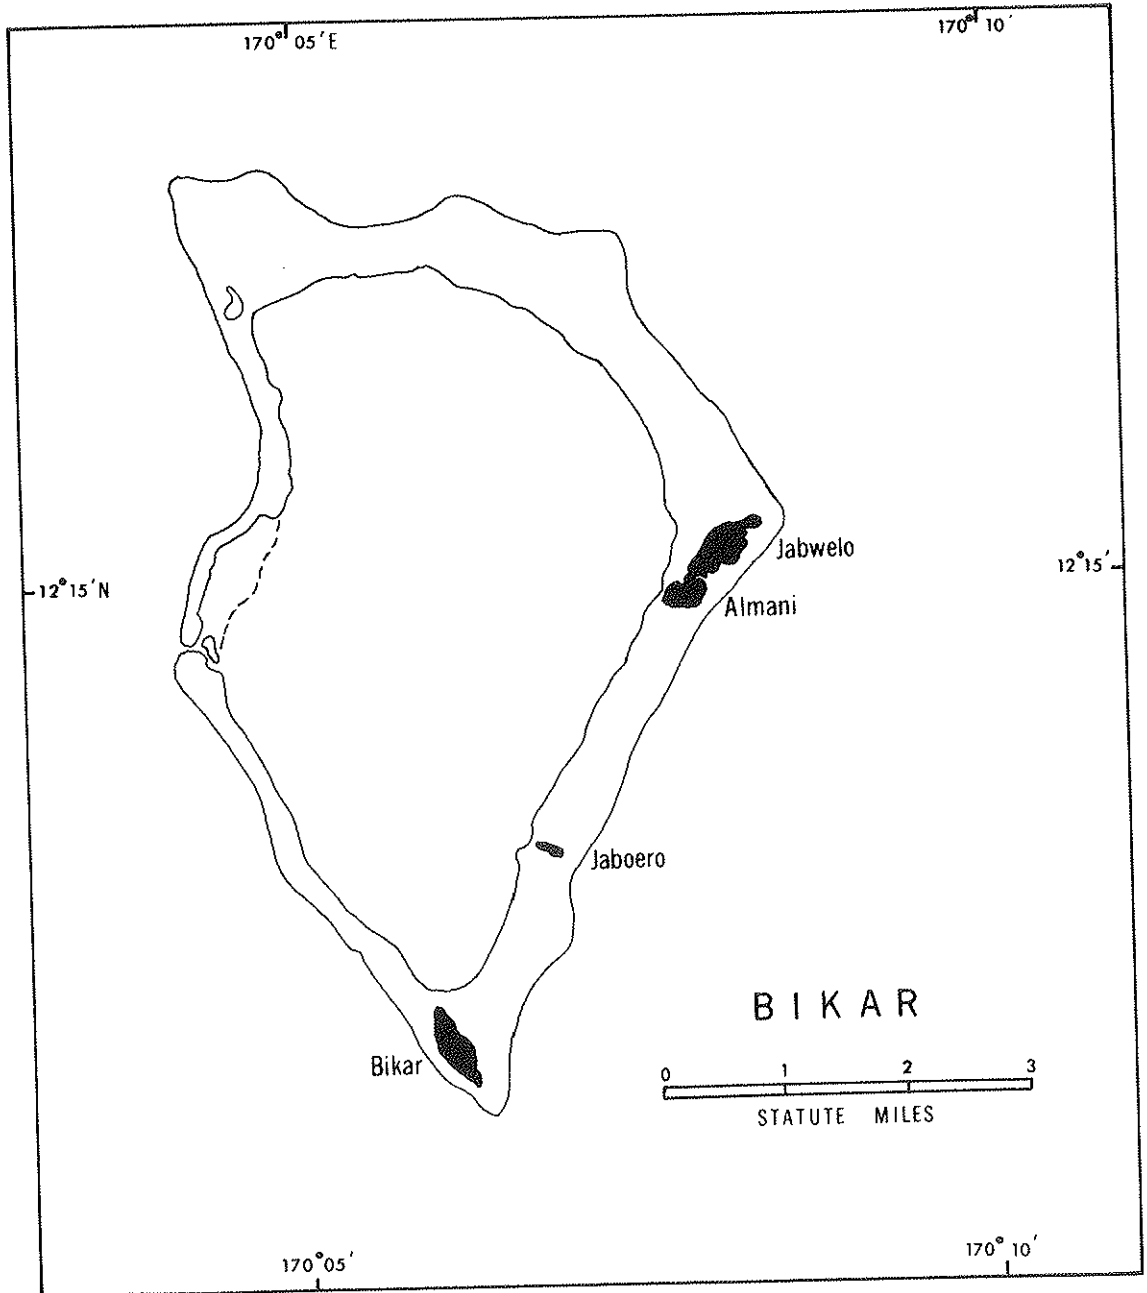 170° 05′ E
170° 10′
Jabwelo
12° 15′
12° 15′ N
Almani
Jaboero
BIKAR
Bikar
0 1 2 3
STATUTE MILES
170° 05′
170° 10′